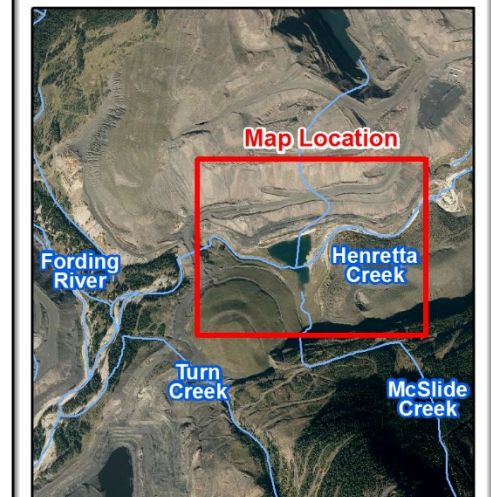 Map Location
Fording
River
Henretta
Creek
Turn
Creek
McSlide
Creek